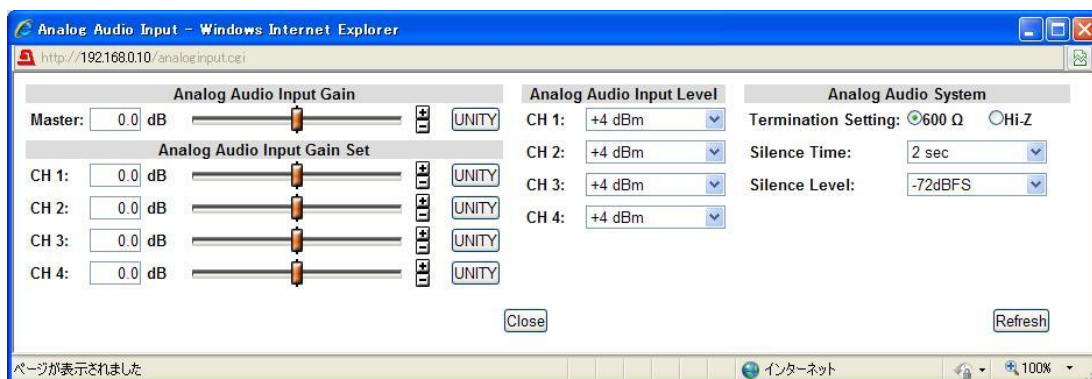 Analog Audio Input - Windows Internet Explorer
http://192.168.0.10/analoginput.cgi
Analog Audio Input Gain
Master: 0.0 dB + - UNITY
Analog Audio Input Gain Set
CH 1: 0.0 dB + - UNITY
CH 2: 0.0 dB + - UNITY
CH 3: 0.0 dB + - UNITY
CH 4: 0.0 dB + - UNITY
Analog Audio Input Level
CH 1: +4 dBm
CH 2: +4 dBm
CH 3: +4 dBm
CH 4: +4 dBm
Analog Audio System
Termination Setting: 600 Ω Hi-Z
Silence Time: 2 sec
Silence Level: -72dBFS
Close
Refresh
ページが表示されました
インターネット
100%